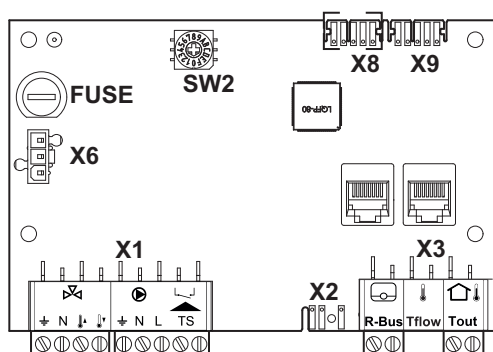 X8 X9
SW2
FUSE
LQFP-80
X6
X1 X3
X2
N N L TS
R-Bus Tflow Tout